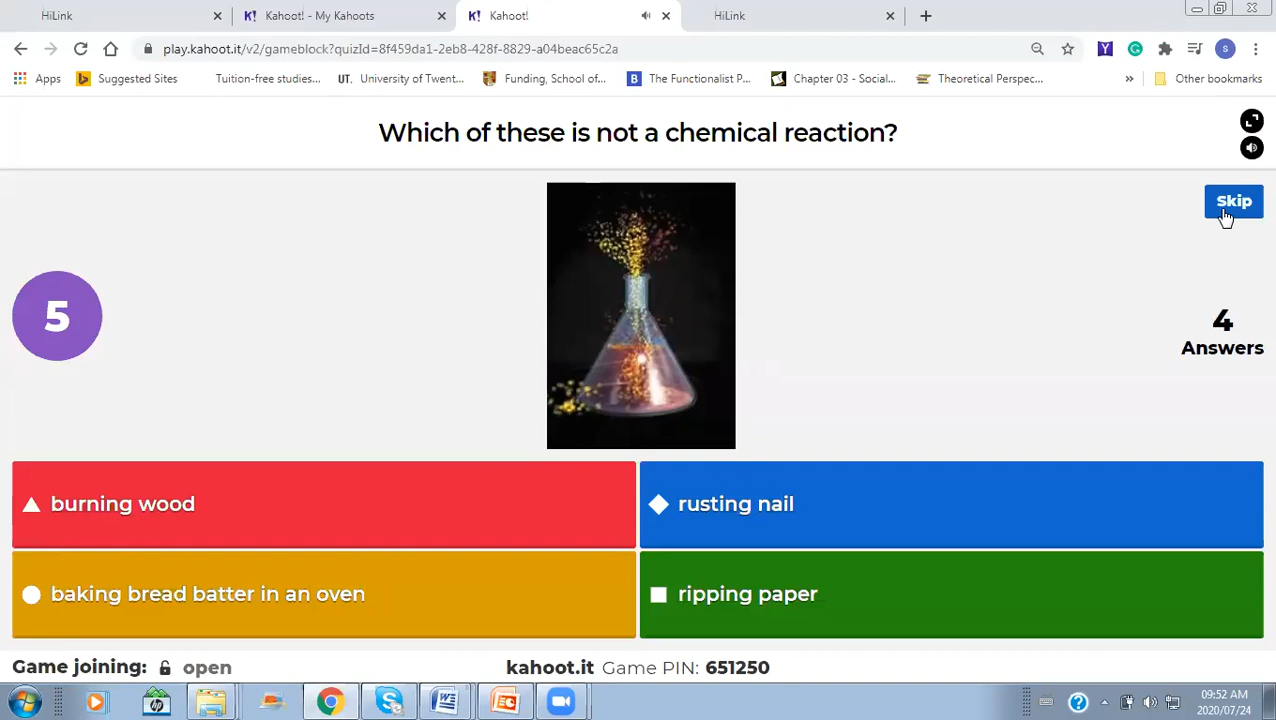 HiLink
Kahoot! - My Kahoots
Kahoot!
HiLink
play.kahoot.it/v2/gameblock?quizId=8f459da1-2eb8-428f-8829-a04beac65c2a
Apps
Suggested Sites
Tuition-free studies...
UT. University of Twent...
Funding, School of...
B The Functionalist P...
Chapter 03 - Social...
Theoretical Perspec...
Other bookmarks
Which of these is not a chemical reaction?
Skip
5
4
Answers
burning wood
rusting nail
baking bread batter in an oven
ripping paper
Game joining: open
kahoot.it Game PIN: 651250
09:52 AM
2020/07/24